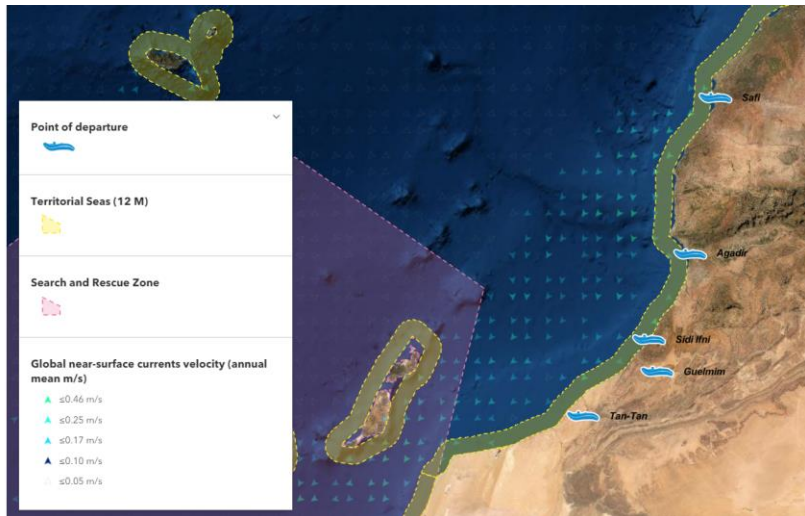 Point of departure
Territorial Seas (12 M)
Search and Rescue Zone
Global near-surface currents velocity (annual
mean m/s)
≤0.46 m/s
≤0.25 m/s
≤0.17 m/s
≤0.10 m/s
≤0.05 m/s
Safi
Agadir
Sidi Ifni
Guelmim
Tan-Tan